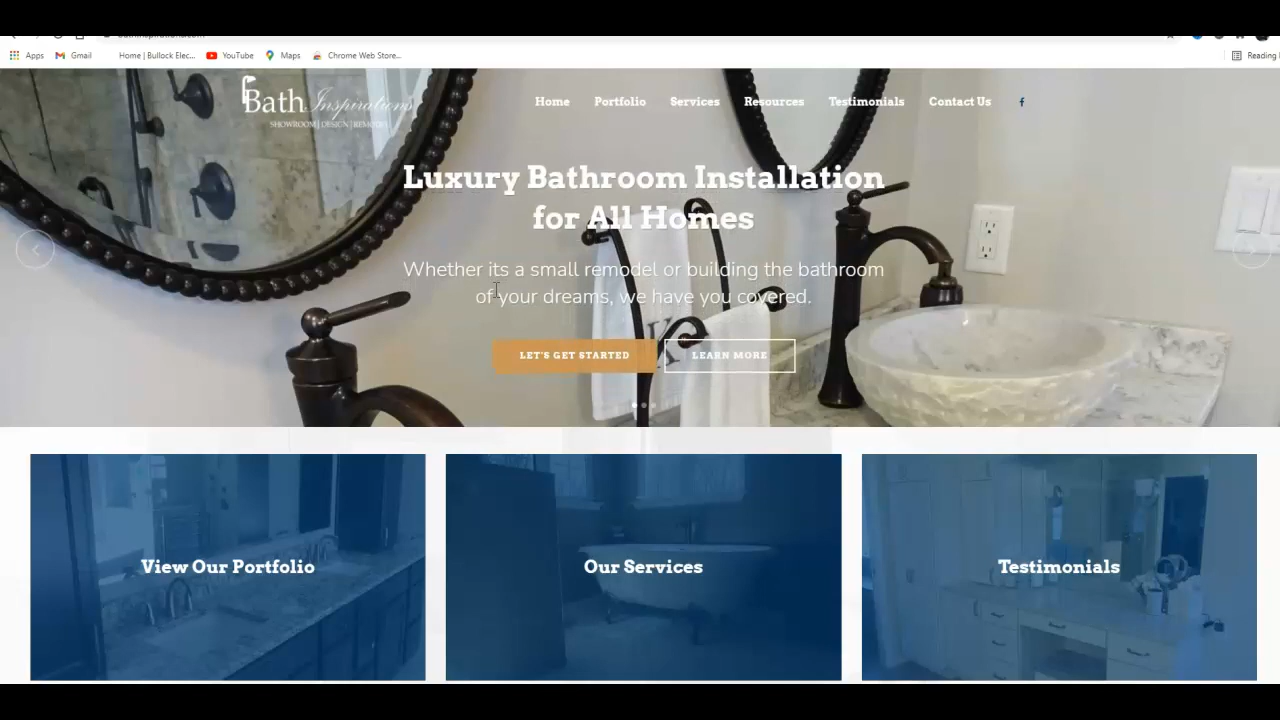 Apps Gmail Home | Bullock Elec... YouTube Maps Chrome Web Store... Reading
Bath Inspirations
SHOWROOM | DESIGN | REMODEL
Home Portfolio Services Resources Testimonials Contact Us f
Luxury Bathroom Installation
for All Homes
Whether its a small remodel or building the bathroom
of your dreams, we have you covered.
LET'S GET STARTED LEARN MORE
K
View Our Portfolio Our Services Testimonials